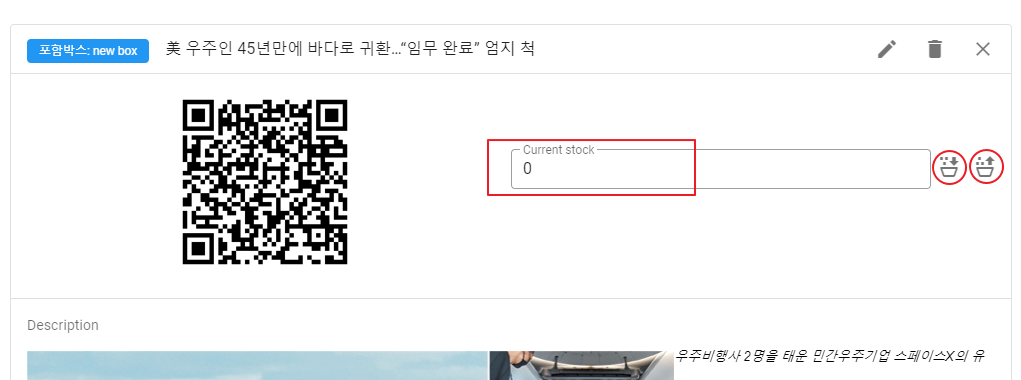 포함박스: new box
美 우주인 45년만에 바다로 귀환...“임무 완료” 엄지 척
Current stock
0
Description
우주비행사 2명을 태운 민간우주기업 스페이스X의 유